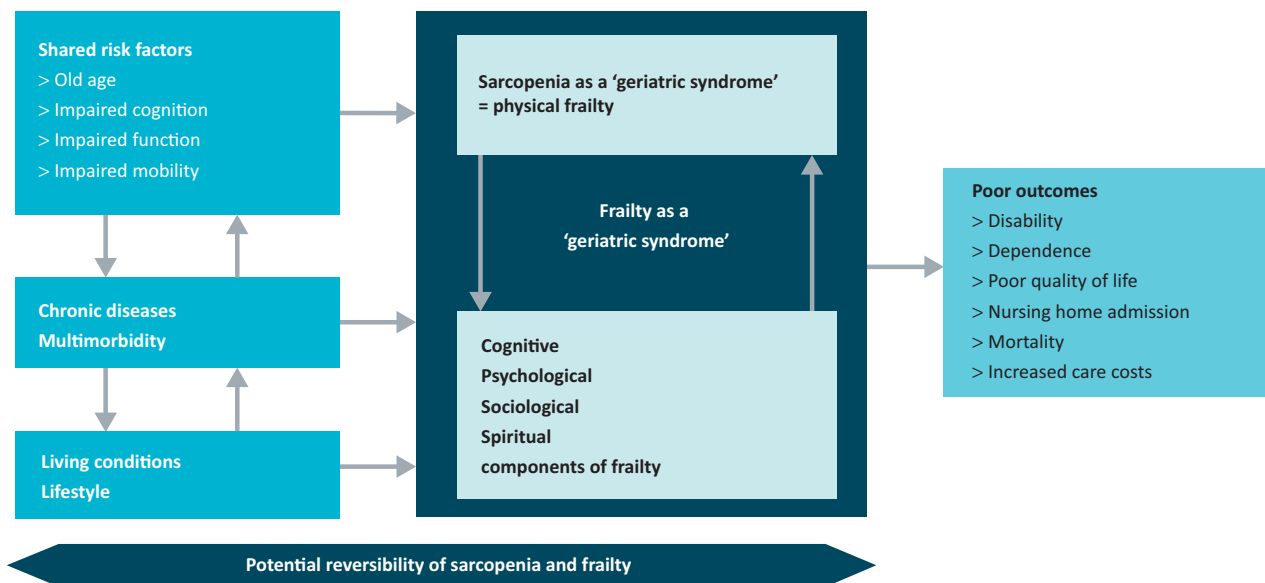 Shared risk factors
> Old age
> Impaired cognition
> Impaired function
> Impaired mobility
Chronic diseases
Multimorbidity
Living conditions
Lifestyle
Sarcopenia as a ‘geriatric syndrome’
= physical frailty
Frailty as a
‘geriatric syndrome’
Cognitive
Psychological
Sociological
Spiritual
components of frailty
Poor outcomes
> Disability
> Dependence
> Poor quality of life
> Nursing home admission
> Mortality
> Increased care costs
Potential reversibility of sarcopenia and frailty